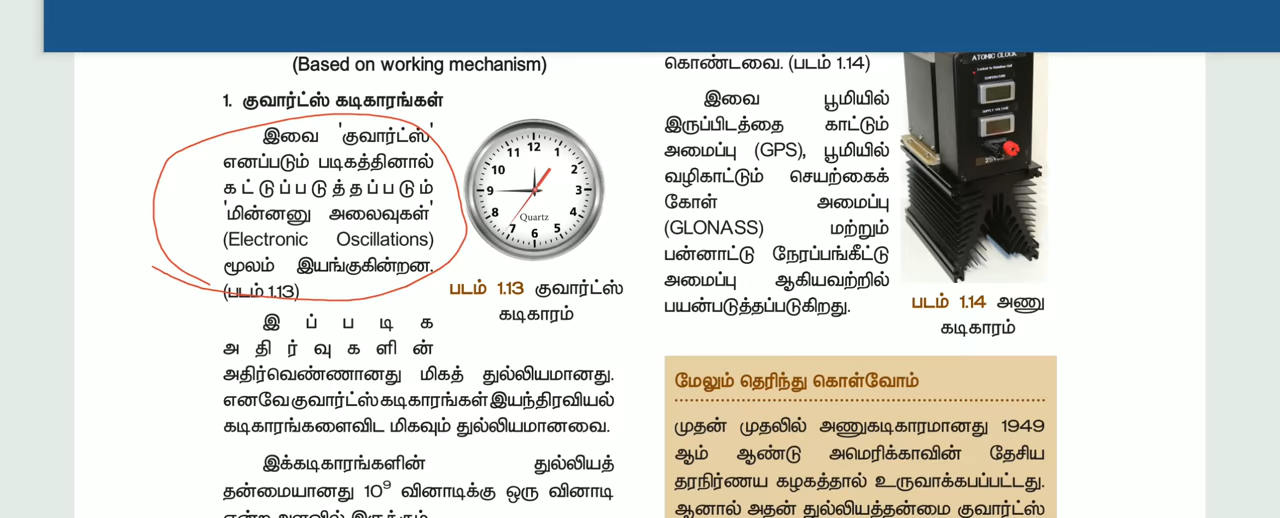 (Based on working mechanism)
1. குவார்ட்ஸ் கடிகாரங்கள்
இவை 'குவார்ட்ஸ்'
எனப்படும் படிகத்தினால்
கட்டுப்படுத்தப்படும்
'மின்னனு அலைவுகள்'
(Electronic Oscillations)
மூலம் இயங்குகின்றன.
(படம் 1.13)
12
1
2
3
4
5
6
7
8
9
10
11
Quartz
படம் 1.13 குவார்ட்ஸ்
கடிகாரம்
இப்படிக
அதிர்வுகளின்
அதிர்வெண்ணானது மிகத் துல்லியமானது.
எனவே குவார்ட்ஸ் கடிகாரங்கள் இயந்திரவியல்
கடிகாரங்களைவிட மிகவும் துல்லியமானவை.
இக்கடிகாரங்களின் துல்லியத்
தன்மையானது 10⁹ வினாடிக்கு ஒரு வினாடி
என்ற அளவில் இருக்கும்.
கொண்டவை. (படம் 1.14)
இவை பூமியில்
இருப்பிடத்தை காட்டும்
அமைப்பு (GPS), பூமியில்
வழிகாட்டும் செயற்கைக்
கோள் அமைப்பு
(GLONASS) மற்றும்
பன்னாட்டு நேரப்பங்கீட்டு
அமைப்பு ஆகியவற்றில்
பயன்படுத்தப்படுகிறது.
ATOMIC CLOCK
படம் 1.14 அணு
கடிகாரம்
மேலும் தெரிந்து கொள்வோம்
முதன் முதலில் அணுகடிகாரமானது 1949
ஆம் ஆண்டு அமெரிக்காவின் தேசிய
தரநிர்ணய கழகத்தால் உருவாக்கபப்பட்டது.
ஆனால் அதன் துல்லியத்தன்மை குவார்ட்ஸ்